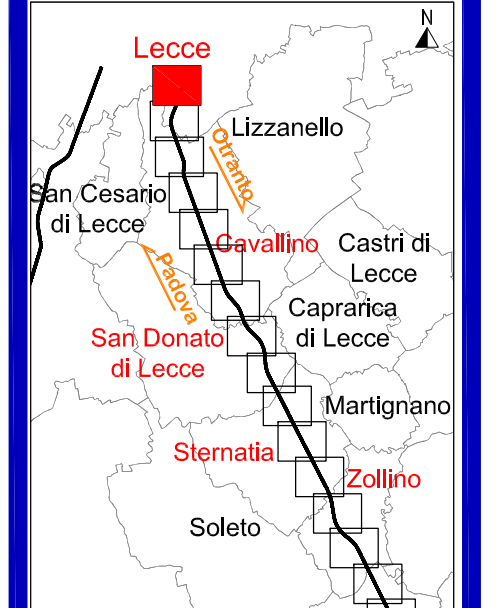 N
Lecce
Lizzanello
Otranto
San Cesario
di Lecce
Cavallino
Castri di
Lecce
Padova
Caprarica
di Lecce
San Donato
di Lecce
Martignano
Sternatia
Zollino
Soleto